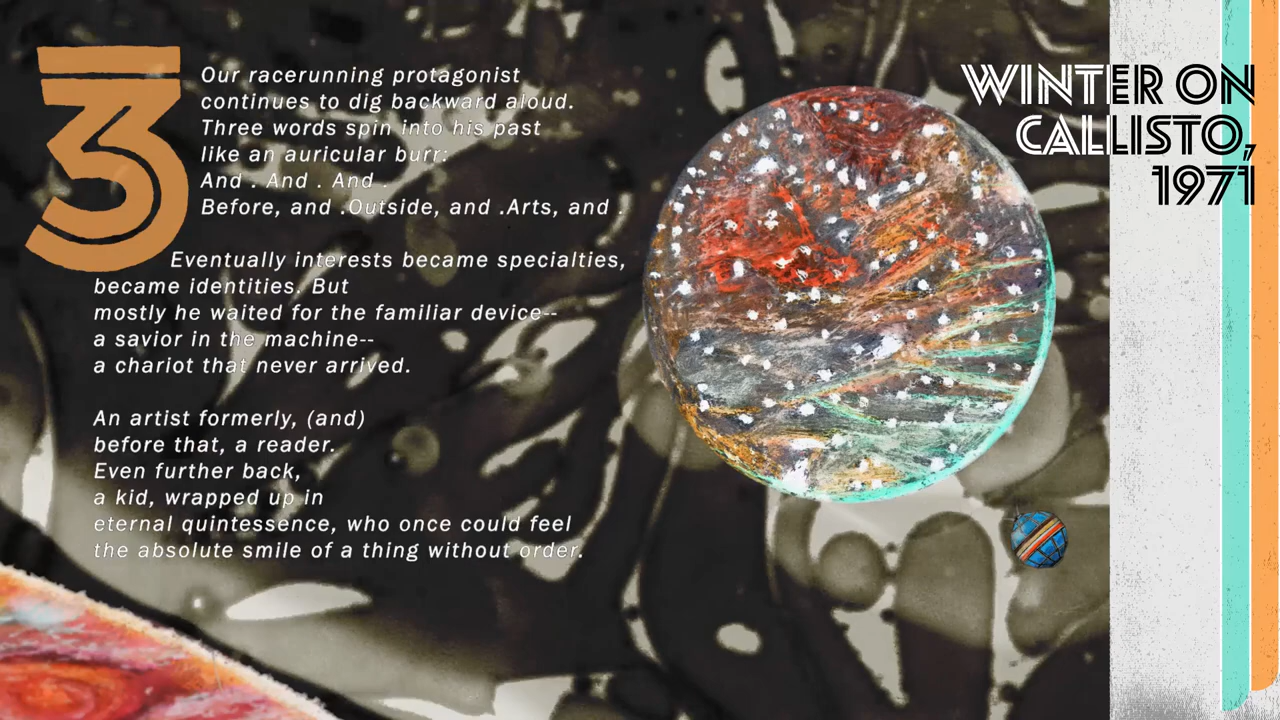 3
Our racerunning protagonist
continues to dig backward aloud.
Three words spin into his past
like an auricular burr:
And . And . And .
Before, and .Outside, and .Arts, and .
Eventually interests became specialties,
became identities. But
mostly he waited for the familiar device--
a savior in the machine--
a chariot that never arrived.
An artist formerly, (and)
before that, a reader.
Even further back,
a kid, wrapped up in
eternal quintessence, who once could feel
the absolute smile of a thing without order.
WINTER ON
CALLISTO,
1971